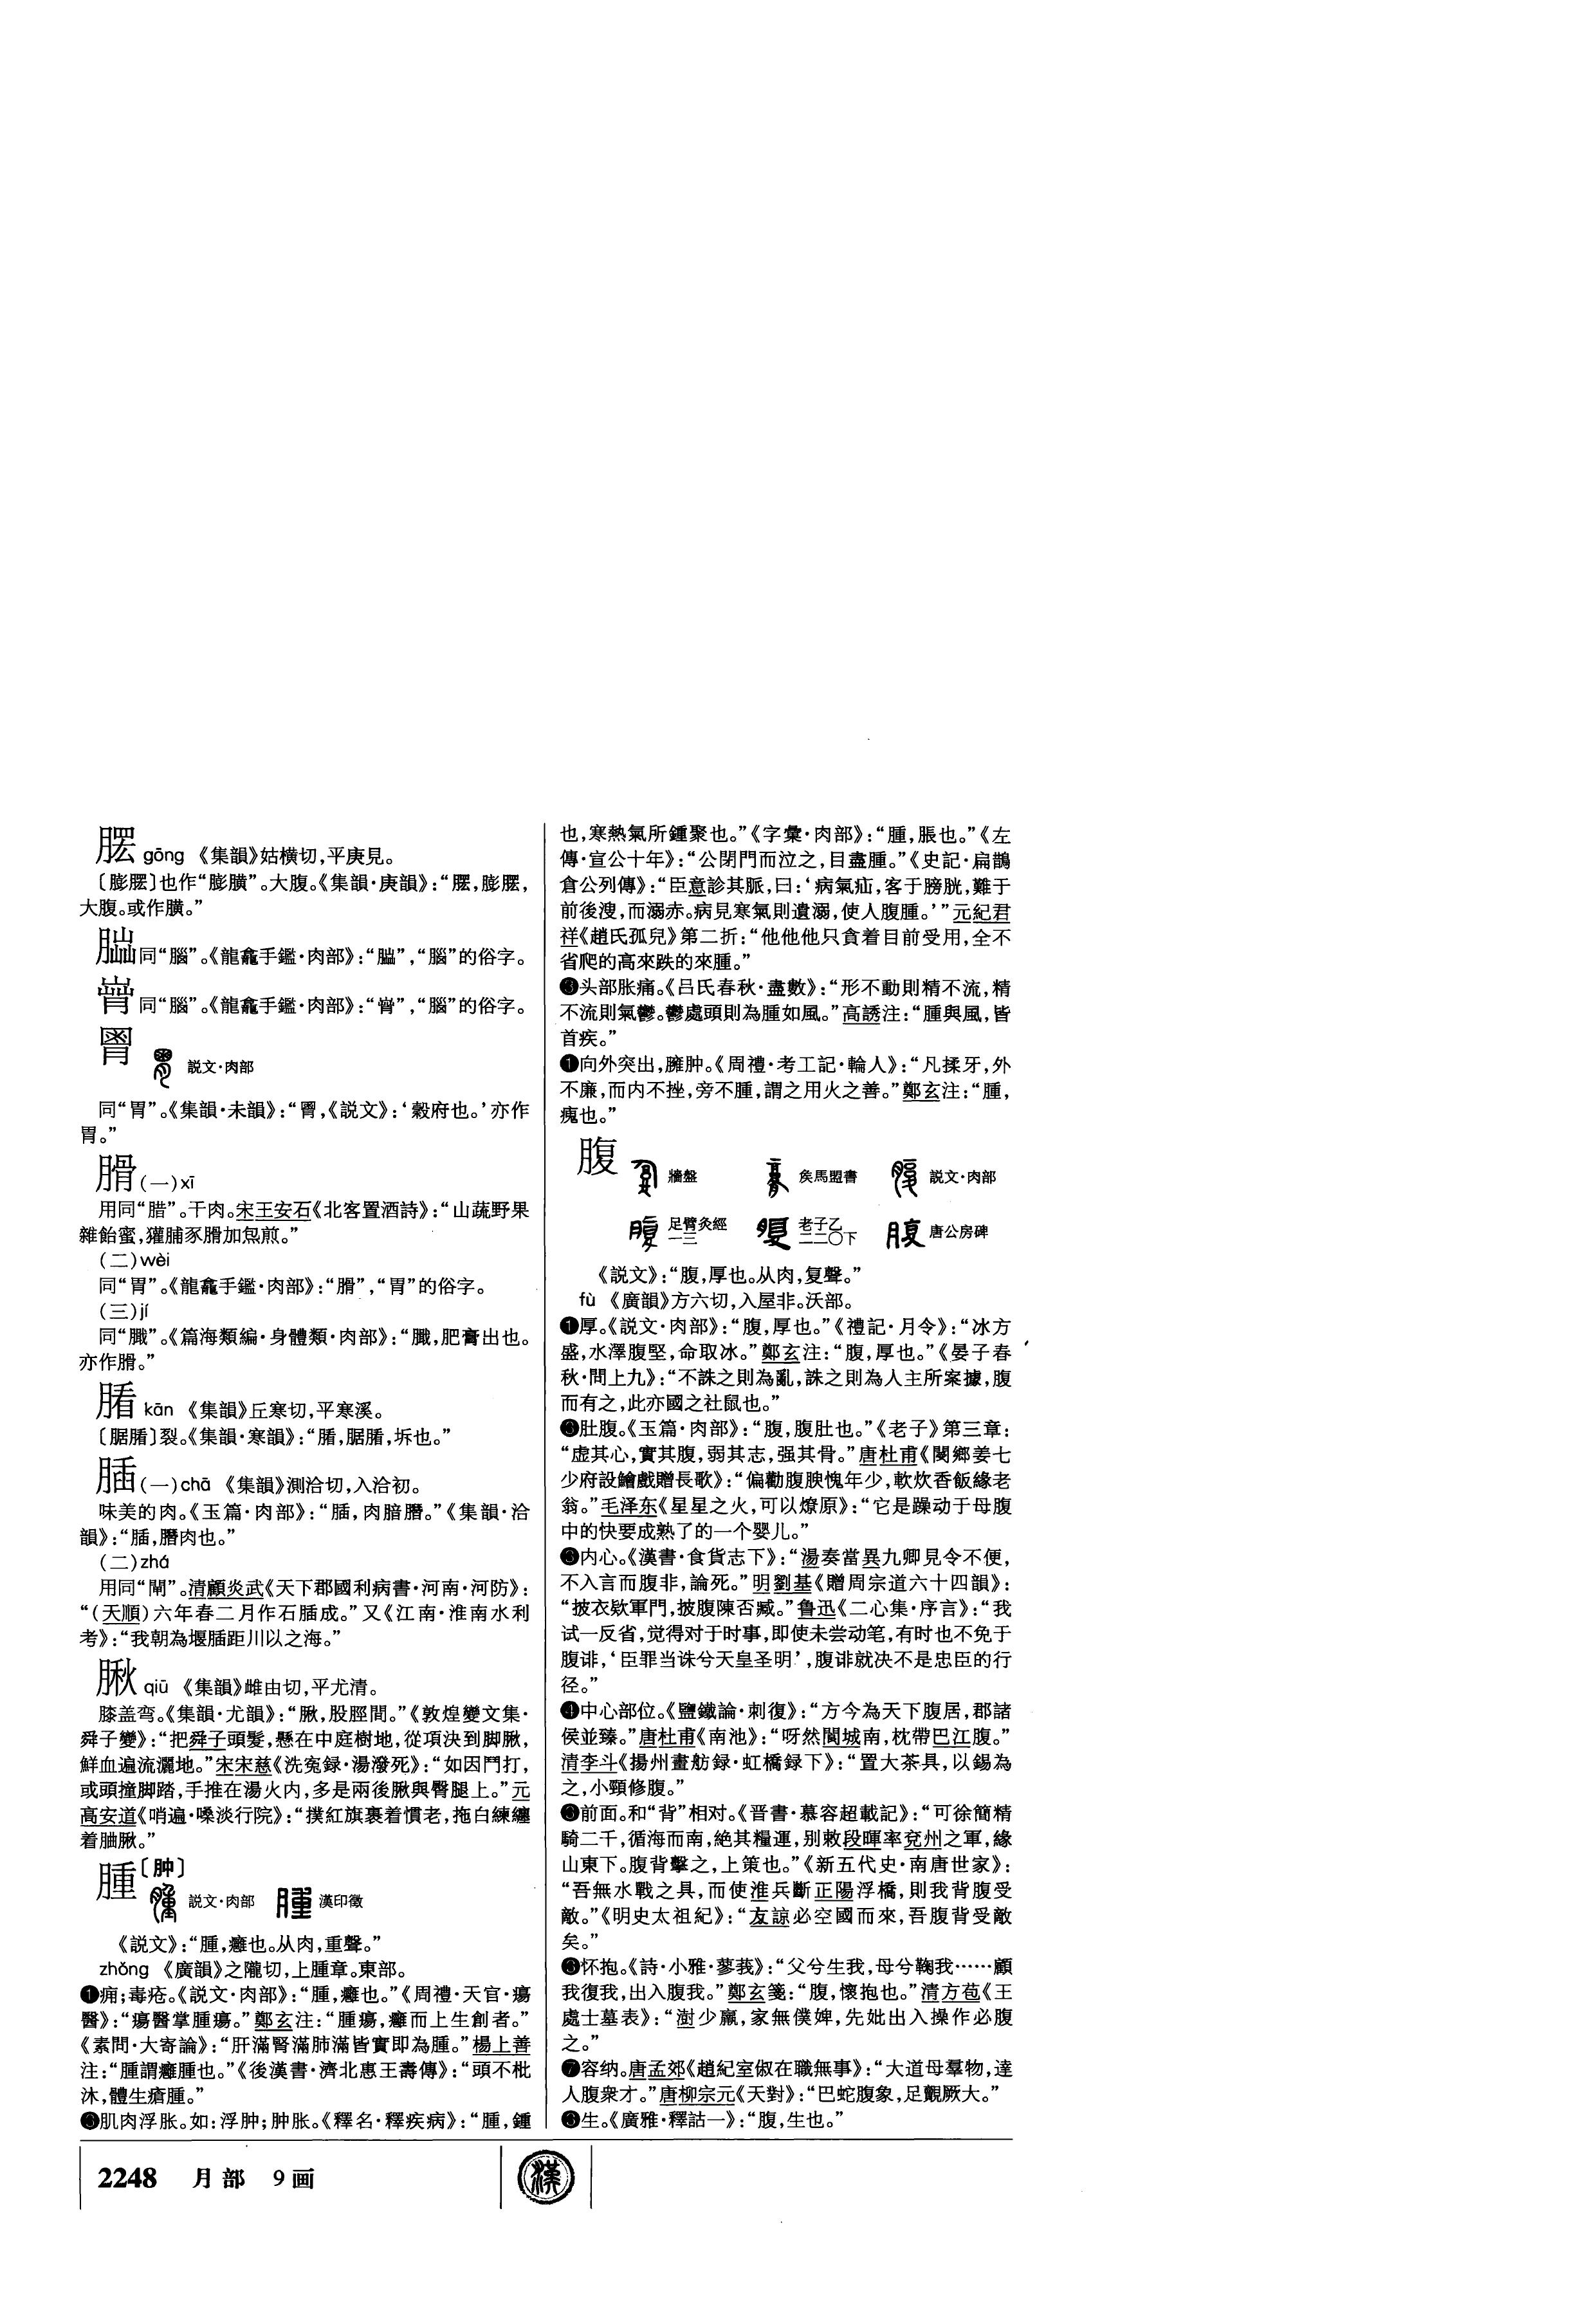 gōng 《集韻》姑横切,平庚見。
〔膨〕也作“膨膭”。大腹。《集韻·庚韻》:“膨,
大腹。或作。”
同“腦”。《龍龕手鑑·肉部》:“”,“腦”的俗字。
同“腦”。《龍龕手鑑·肉部》:“”,“腦”的俗字。
説文·肉部
同“胃”。《集韻·未韻》:“,《説文》:‘穀府也。’亦作
胃。”
(一)xī
用同“腊”。干肉。宋王安石《北客置酒詩》:“山蔬野果
雜飴蜜,獾脯豕加炰煎。”
(二)wèi
同“胃”。《龍龕手鑑·肉部》:“”,“胃”的俗字。
(三)jí
同“膱”。《篇海類編·身體類·肉部》:“膱,肥膏出也。
亦作。”
kān 《集韻》丘寒切,平寒溪。
裂。《集韻·寒韻》:“坼也。”
(一)chā 《集韻》測洽切,入洽初。
味美的肉。《玉篇·肉部》:“肉䐶。”《集韻·洽
韻》:“肉也。”
(二)zhá
用同“閘”。清顧炎武《天下郡國利病書·河南·河防》:
“(天順)六年春二月作石成。”又《江南·淮南水利
考》:“我朝為堰距川以之海。”
qiū 《集韻》雌由切,平尤清。
膝盖弯。《集韻·尤韻》:“,股脛間。”《敦煌變文集·
舜子變》:“把舜子頭髮,懸在中庭樹地,從項決到脚,
鮮血遍流灑地。”宋宋慈《洗寃録·湯潑死》:“如因鬥打,
或頭撞脚踏,手推在湯火内,多是兩後與臀腿上。”元
高安道《哨遍·嗓淡行院》:“撲紅旗裹着慣老,拖白練纏
着。”
腫〔肿〕
説文·肉部 漢印徵
《説文》:“腫,癰也。从肉,重聲。”
zhǒng 《廣韻》之隴切,上腫章。東部。
❶痈;毒疮。《説文·肉部》:“腫,癰也。”《周禮·天官·瘍
醫》:“瘍醫掌腫瘍。”鄭玄注:“腫瘍,癰而上生創者。”
《素問·大奇論》:“肝滿腎滿肺滿皆實即為腫。”楊上善
注:“腫謂癰腫也。”《後漢書·濟北惠王壽傳》:“頭不枇
沐,體生瘡腫。”
❷肌肉浮胀。如:浮肿;肿胀。《釋名·釋疾病》:“腫,鍾
也,寒熱氣所鍾聚也。”《字彙·肉部》:“腫,脹也。”《左
傳·宣公十年》:“公閉門而泣之,目盡腫。”《史記·扁鵲
倉公列傳》:“臣意診其脈,曰:‘病氣疝,客于膀胱,難于
前後溲,而溺赤。病見寒氣則遺溺,使人腹腫。’”元紀君
祥《趙氏孤兒》第二折:“他他他只貪着目前受用,全不
省爬的高來跌的來腫。”
❸头部胀痛。《吕氏春秋·盡數》:“形不動則精不流,精
不流則氣鬱。鬱處頭則為腫如風。”高誘注:“腫與風,皆
首疾。”
❶向外突出,臃肿。《周禮·考工記·輪人》:“凡揉牙,外
不廉,而内不挫,旁不腫,謂之用火之善。”鄭玄注:“腫,
瘣也。”
腹
牆盤 矦馬盟書 説文·肉部
足臂灸經一三 老子乙二二〇下 唐公房碑
《説文》:“腹,厚也。从肉,复聲。”
fù 《廣韻》方六切,入屋非。沃部。
❶厚。《説文·肉部》:“腹,厚也。”《禮記·月令》:“冰方
盛,水澤腹堅,命取冰。”鄭玄注:“腹,厚也。”《晏子春
秋·問上九》:“不誅之則為亂,誅之則為人主所案據,腹
而有之,此亦國之社鼠也。”
❷肚腹。《玉篇·肉部》:“腹,腹肚也。”《老子》第三章:
“虚其心,實其腹,弱其志,强其骨。”唐杜甫《閿鄉姜七
少府設鱠戲贈長歌》:“偏勸腹腴愧年少,軟炊香飯緣老
翁。”毛泽东《星星之火,可以燎原》:“它是躁动于母腹
中的快要成熟了的一个婴儿。”
❸内心。《漢書·食貨志下》:“湯奏當異九卿見令不便,
不入言而腹非,論死。”明劉基《贈周宗道六十四韻》:
“披衣欵軍門,披腹陳否臧。”鲁迅《二心集·序言》:“我
试一反省,觉得对于时事,即使未尝动笔,有时也不免于
腹诽,‘臣罪当诛兮天皇圣明’,腹诽就决不是忠臣的行
径。”
❹中心部位。《鹽鐵論·刺復》:“方今為天下腹居,郡諸
侯並臻。”唐杜甫《南池》:“呀然閬城南,枕帶巴江腹。”
清李斗《揚州畫舫録·虹橋録下》:“置大茶具,以錫為
之,小頸修腹。”
❺前面。和“背”相对。《晋書·慕容超載記》:“可徐簡精
騎二千,循海而南,絶其糧運,别敕段暉率兖州之軍,緣
山東下。腹背擊之,上策也。”《新五代史·南唐世家》:
“吾無水戰之具,而使淮兵斷正陽浮橋,則我背腹受
敵。”《明史太祖紀》:“友諒必空國而來,吾腹背受敵
矣。”
❻怀抱。《詩·小雅·蓼莪》:“父兮生我,母兮鞠我……顧
我復我,出入腹我。”鄭玄箋:“腹,懷抱也。”清方苞《王
處士墓表》:“澍少羸,家無僕婢,先妣出入操作必腹
之。”
❼容纳。唐孟郊《趙紀室俶在職無事》:“大道母羣物,達
人腹衆才。”唐柳宗元《天對》:“巴蛇腹象,足覿厥大。”
❽生。《廣雅·釋詁一》:“腹,生也。”
2248 月部 9画 漢